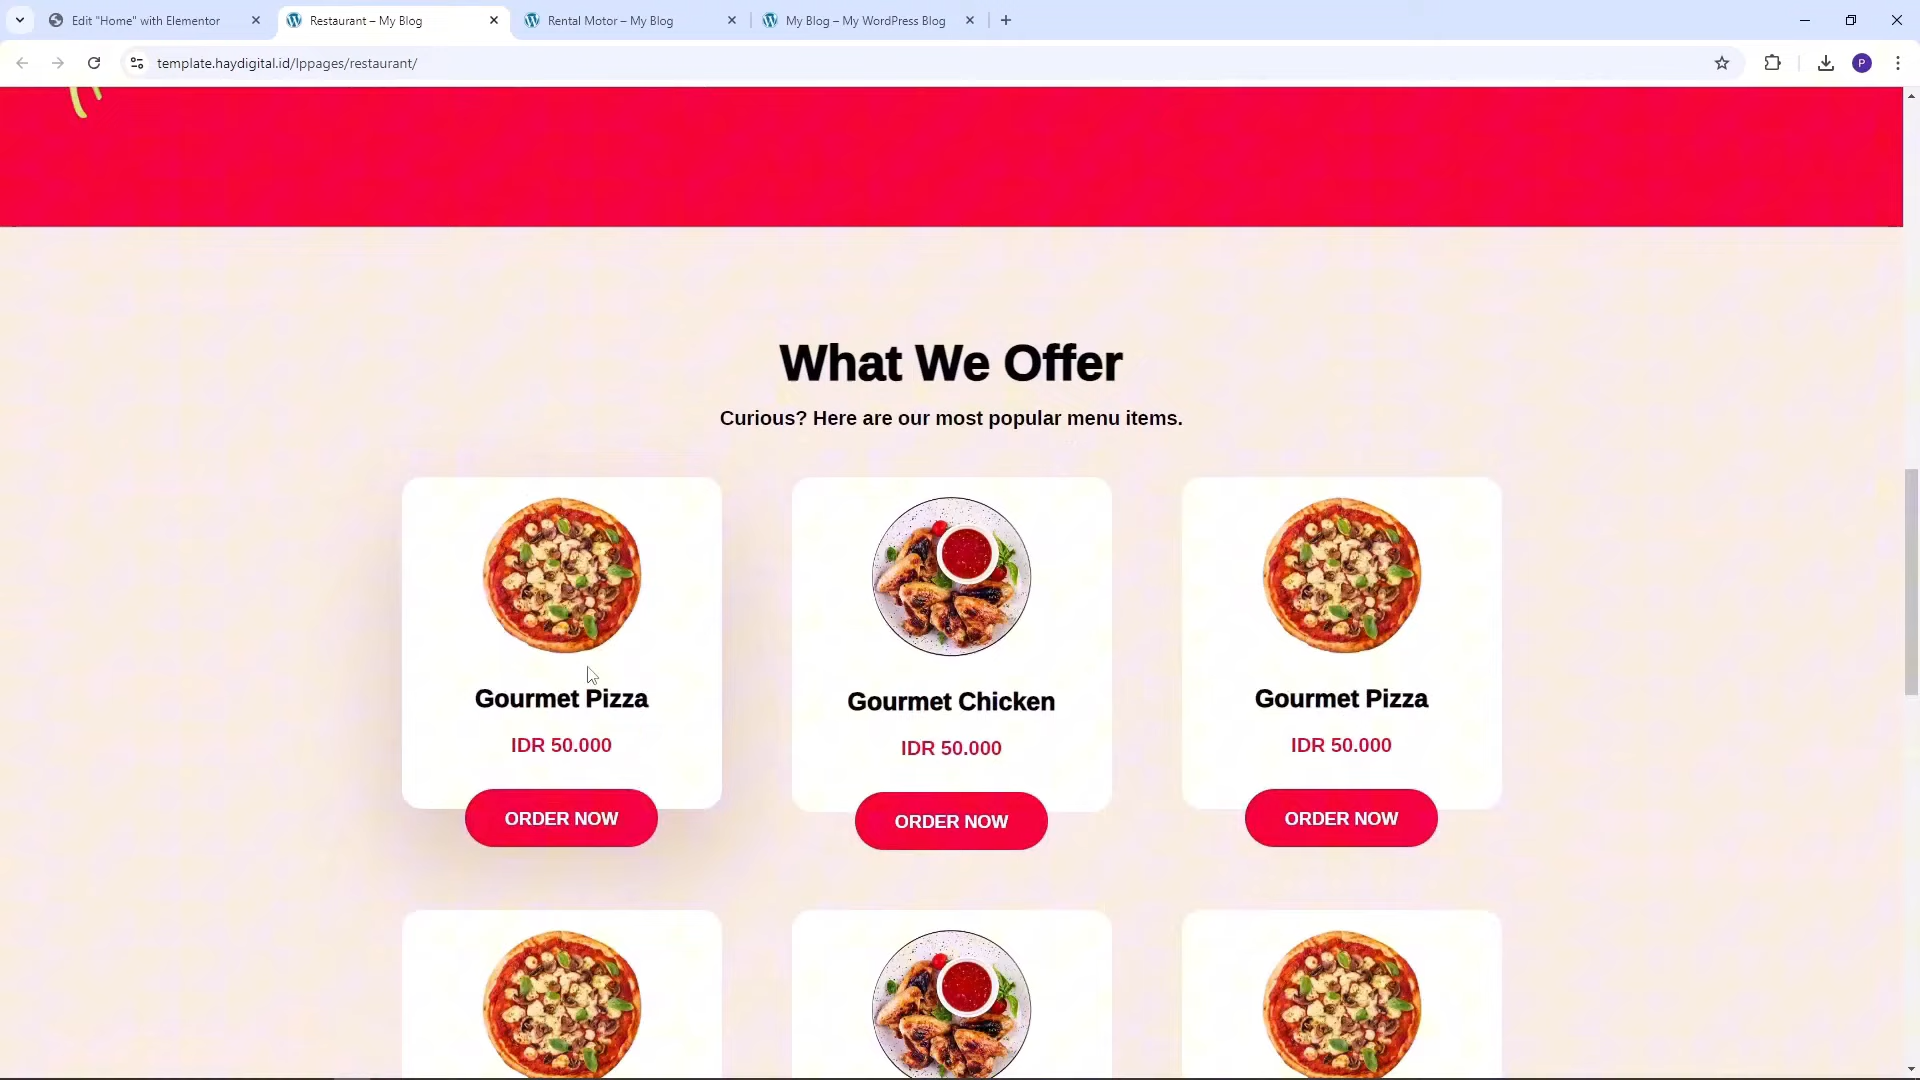 Edit "Home" with Elementor
Restaurant – My Blog
Rental Motor – My Blog
My Blog – My WordPress Blog
template.haydigital.id/lppages/restaurant/
P
What We Offer
Curious? Here are our most popular menu items.
Gourmet Pizza
Gourmet Chicken
Gourmet Pizza
IDR 50.000
IDR 50.000
IDR 50.000
ORDER NOW
ORDER NOW
ORDER NOW